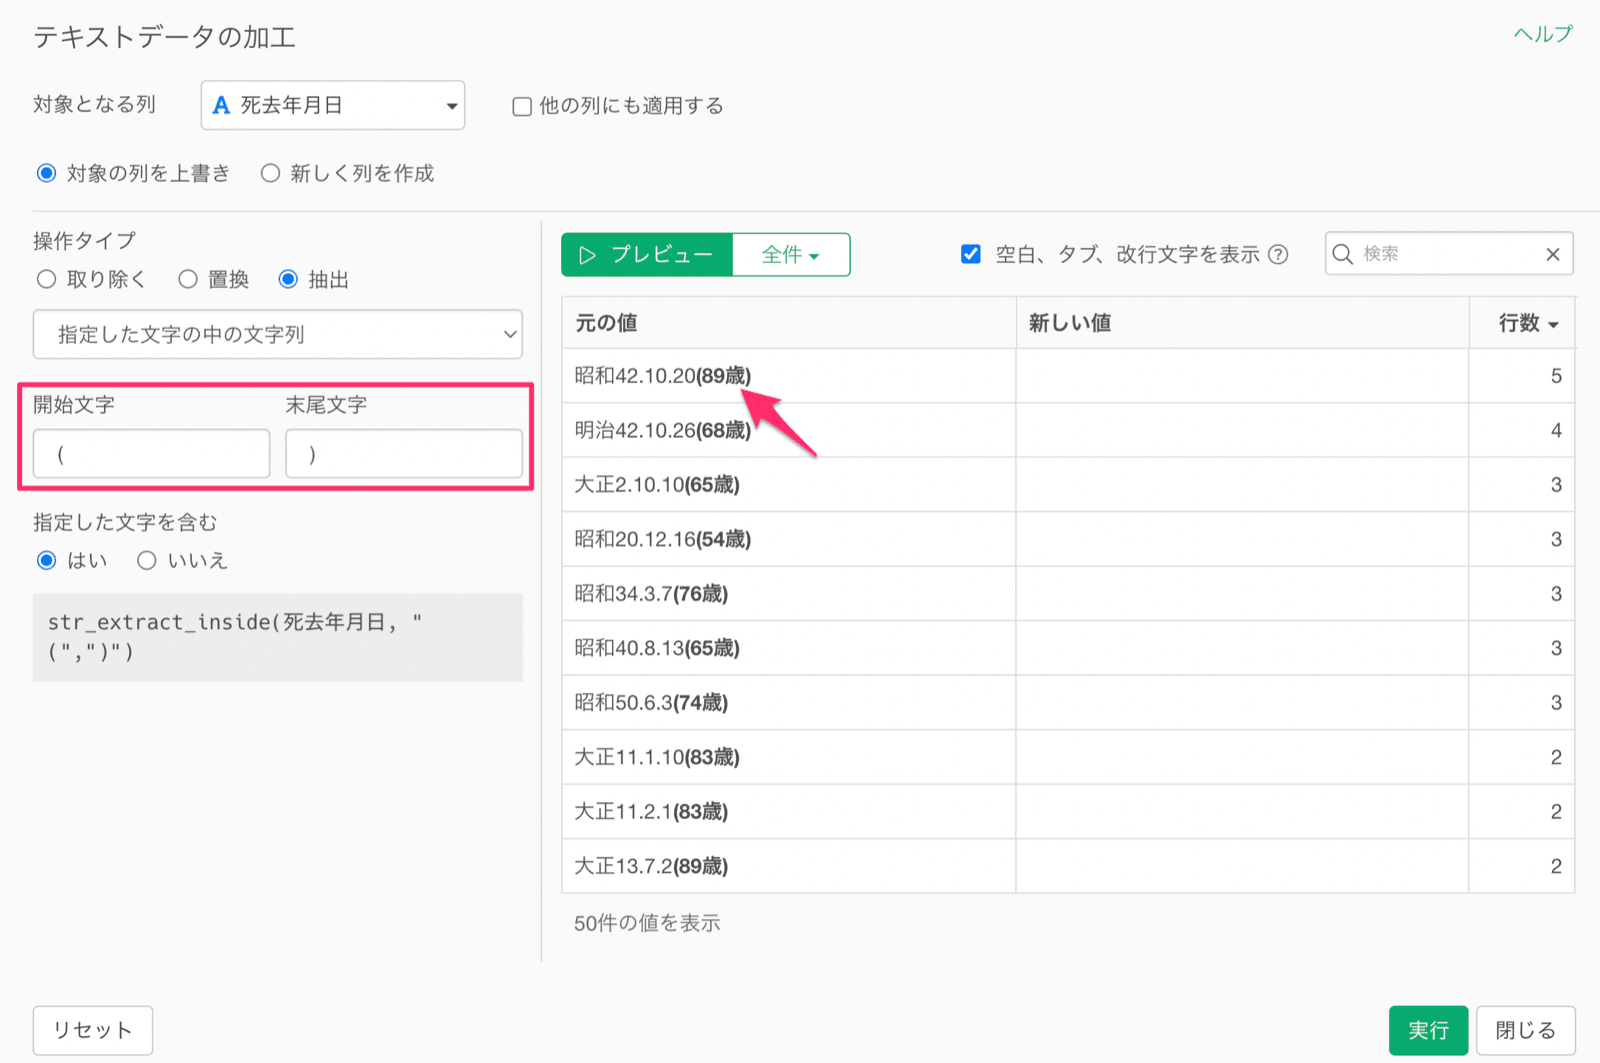 テキストデータの加工
ヘルプ
対象となる列
A 死去年月日
他の列にも適用する
対象の列を上書き
新しく列を作成
操作タイプ
取り除く
置換
抽出
指定した文字の中の文字列
開始文字
末尾文字
(
)
指定した文字を含む
はい
いいえ
str_extract_inside(死去年月日, "
(",")")
プレビュー
全件
空白、タブ、改行文字を表示
?
検索
元の値 新しい値 行数
昭和42.10.20(89歳) 5
明治42.10.26(68歳) 4
大正2.10.10(65歳) 3
昭和20.12.16(54歳) 3
昭和34.3.7(76歳) 3
昭和40.8.13(65歳) 3
昭和50.6.3(74歳) 3
大正11.1.10(83歳) 2
大正11.2.1(83歳) 2
大正13.7.2(89歳) 2
50件の値を表示
リセット
実行
閉じる